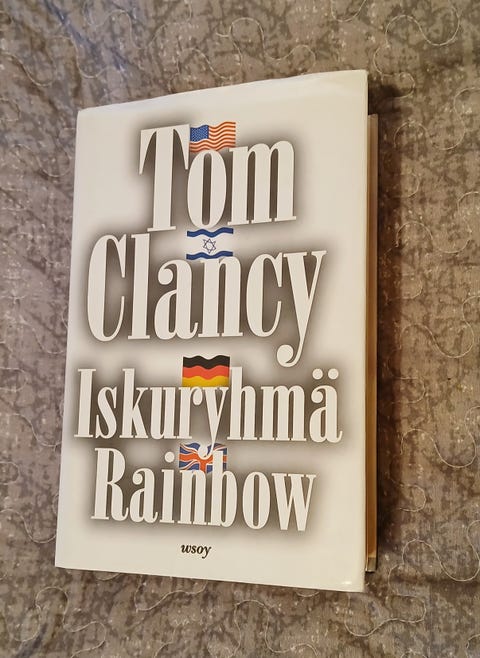 Tom
Clancy
Iskuryhmä
Rainbow
wsoy